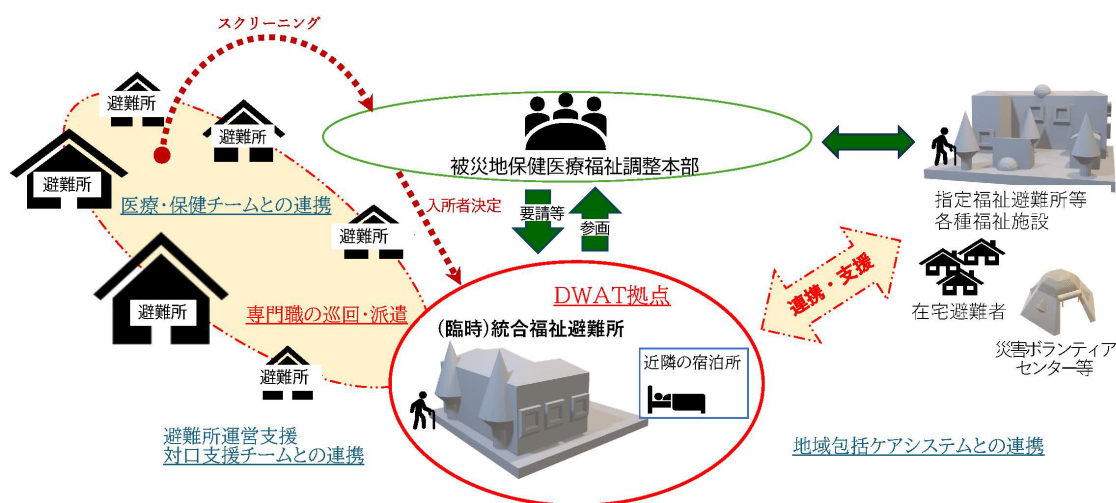 スクリーニング
避難所
避難所
避難所
医療・保健チームとの連携
避難所
避難所
専門職の巡回・派遣
避難所
避難所運営支援
対口支援チームとの連携
被災地保健医療福祉調整本部
入所者決定
要請等
参画
DWAT拠点
(臨時)統合福祉避難所
近隣の宿泊所
連携・支援
指定福祉避難所等
各種福祉施設
在宅避難者
災害ボランティア
センター等
地域包括ケアシステムとの連携